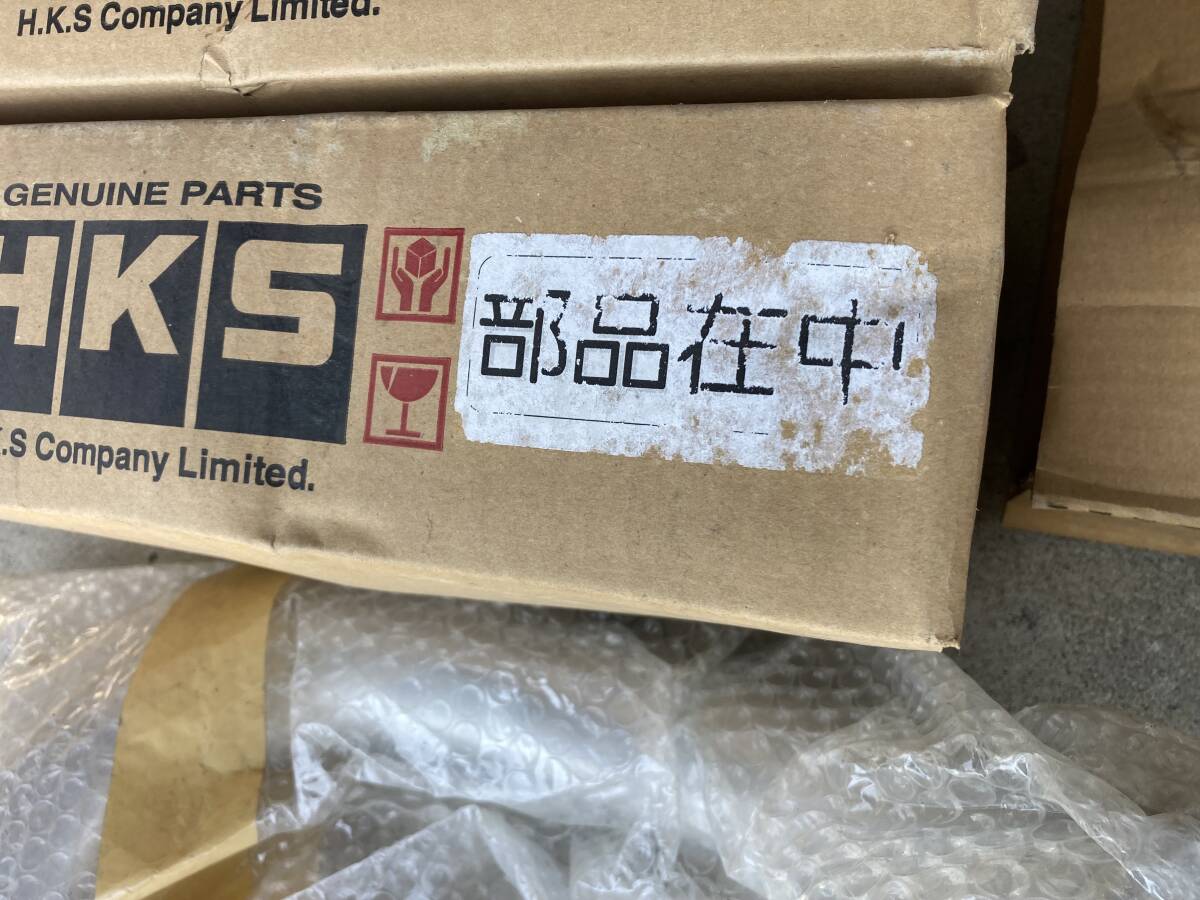 H.K.S Company Limited.
GENUINE PARTS
HKS
部品在中
K.S Company Limited.